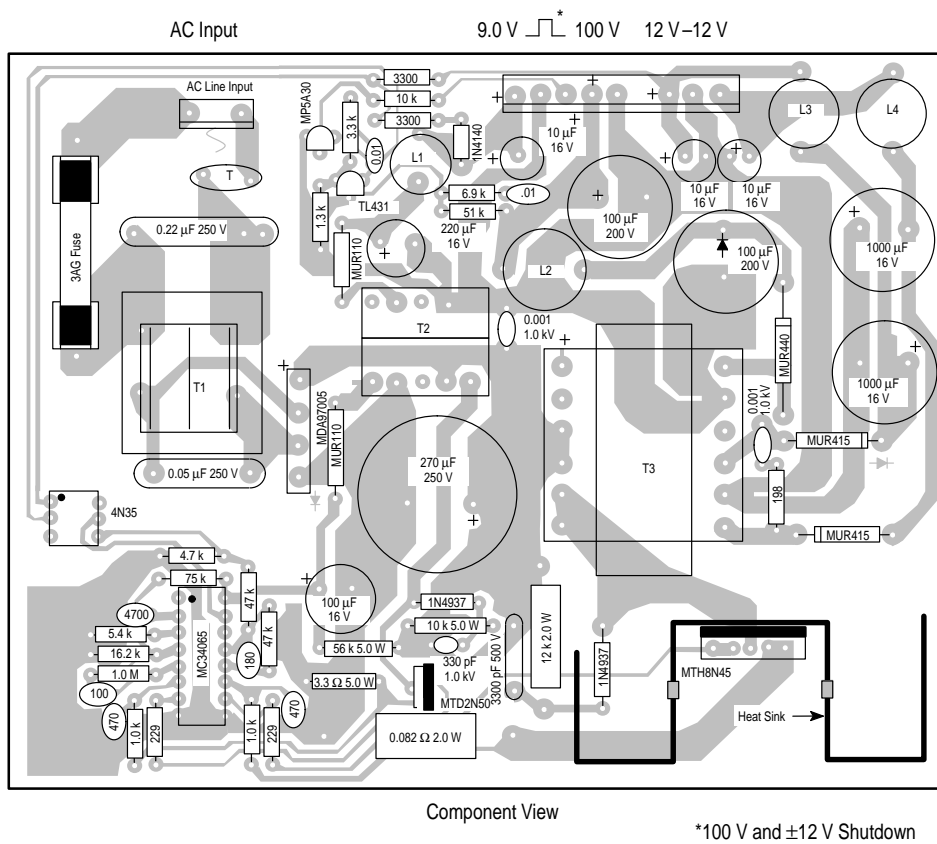 AC Input
9.0 V * 100 V 12 V–12 V
AC Line Input
MP5A30
3300
10 k
3300
3.3 k
0.01
1N4140
L1
10 µF
16 V
L3
L4
3AG Fuse
T
0.22 µF 250 V
1.3 k
TL431
MUR110
6.9 k
.01
51 k
220 µF
16 V
L2
100 µF
200 V
10 µF
16 V
10 µF
16 V
100 µF
200 V
1000 µF
16 V
1000 µF
16 V
T1
T2
0.001
1.0 kV
MUR440
0.001
1.0 kV
MDA97005
MUR110
270 µF
250 V
T3
MUR415
198
MUR415
0.05 µF 250 V
4N35
4.7 k
75 k
4700
5.4 k
16.2 k
1.0 M
100
470
1.0 k
229
MC34065
47 k
47 k
180
470
1.0 k
229
100 µF
16 V
56 k 5.0 W
3.3 Ω 5.0 W
1N4937
10 k 5.0 W
330 pF
1.0 kV
MTD2N50
3300 pF 500 V
12 k 2.0 W
0.082 Ω 2.0 W
1N4937
MTH8N45
Heat Sink
Component View
*100 V and ±12 V Shutdown